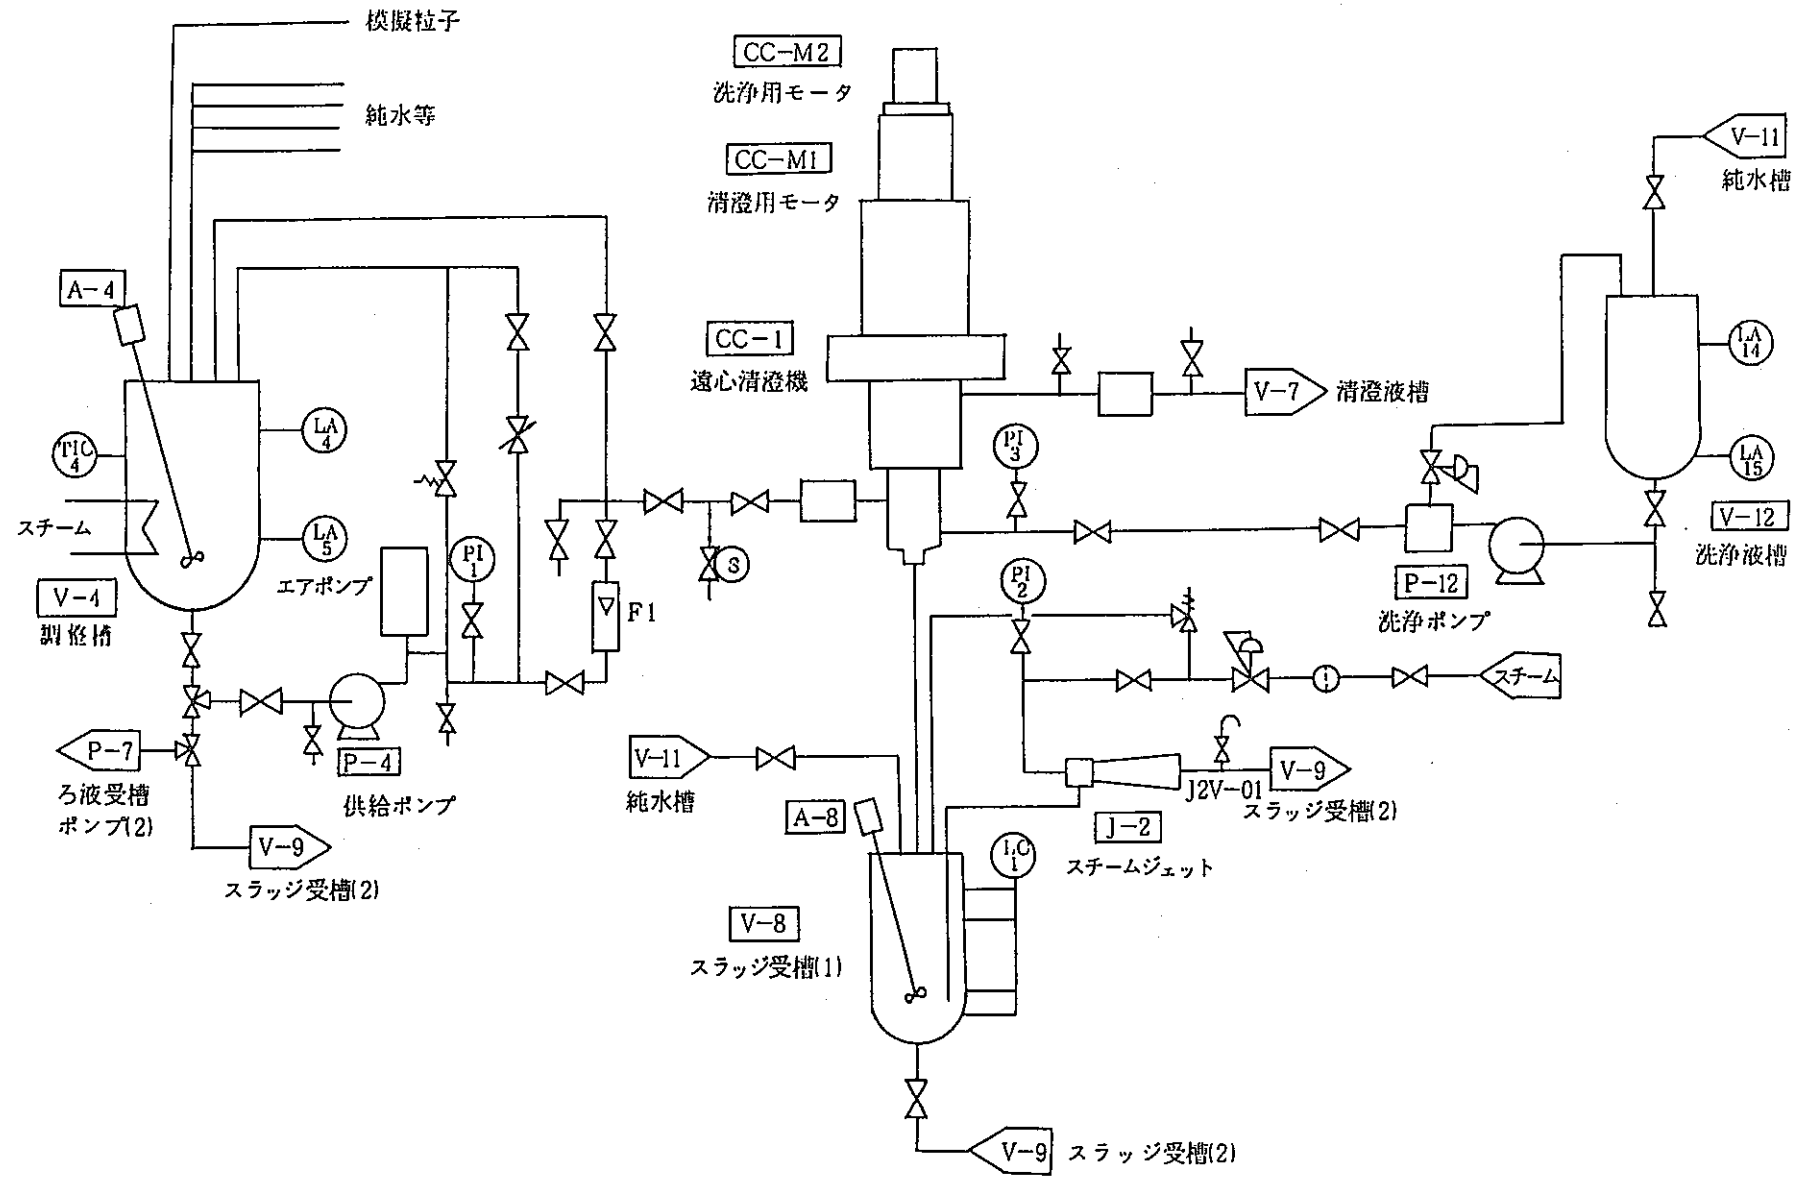 模擬粒子
純水等
CC-M2
洗浄用モータ
CC-M1
清澄用モータ
V-11
純水槽
A-4
CC-1
遠心清澄機
LA
14
V-7
清澄液槽
LA
4
TIC
4
PI
3
LA
15
スチーム
LA
5
V-12
洗浄液槽
エアポンプ
PI
1
S
V-4
調整槽
F1
PI
2
P-12
洗浄ポンプ
スチーム
P-7
ろ液受槽
ポンプ(2)
P-4
供給ポンプ
V-11
純水槽
V-9
J2V-01
スラッジ受槽(2)
A-8
J-2
スチームジェット
V-9
スラッジ受槽(2)
LC
1
V-8
スラッジ受槽(1)
V-9
スラッジ受槽(2)